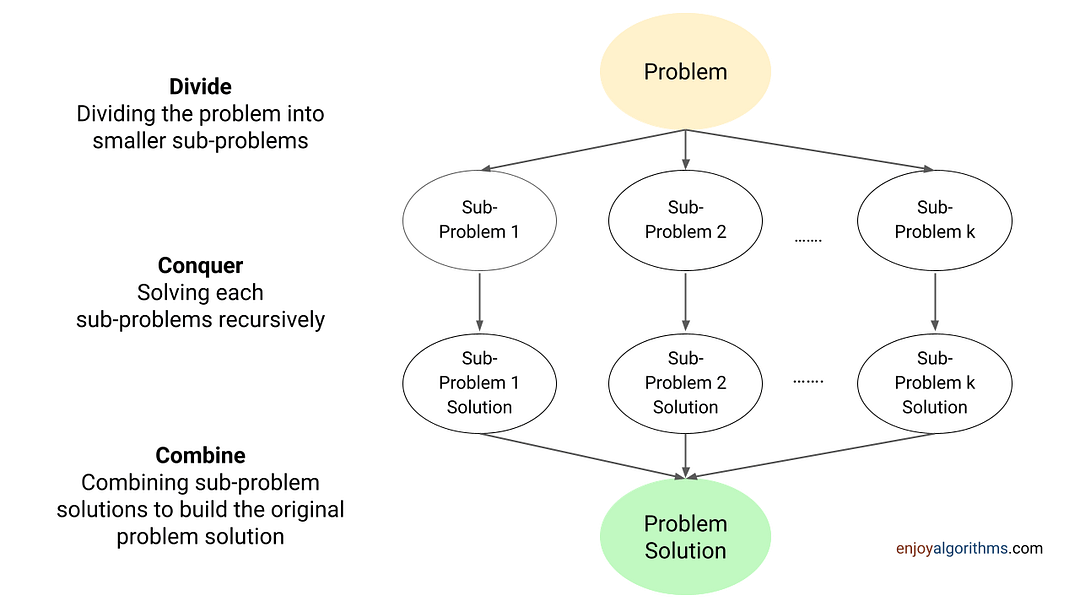 Problem
Divide
Dividing the problem into
smaller sub-problems
Sub-
Problem 1
Sub-
Problem 2
.......
Sub-
Problem k
Conquer
Solving each
sub-problems recursively
Sub-
Problem 1
Solution
Sub-
Problem 2
Solution
.......
Sub-
Problem k
Solution
Combine
Combining sub-problem
solutions to build the original
problem solution
Problem
Solution
enjoyalgorithms.com